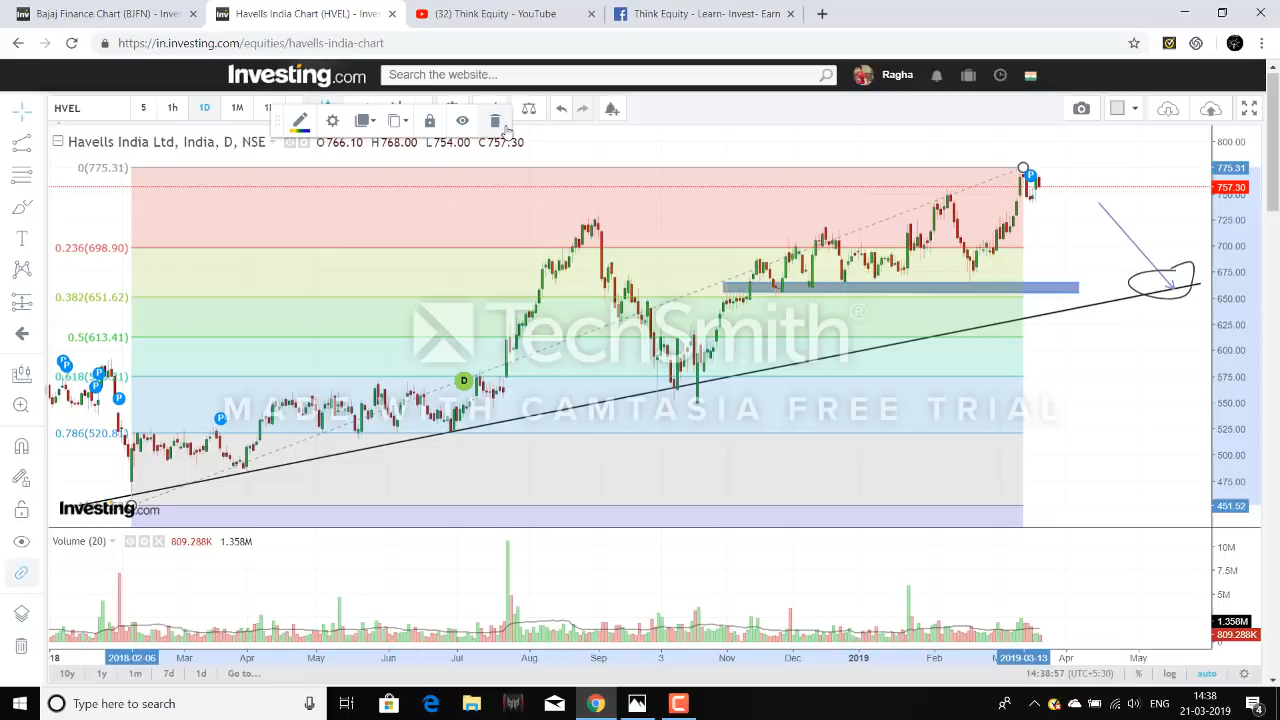 Bajaj Finance Chart (BJFN) - Inves
Havells India Chart (HVEL) - Invest
Think Equity - YouTube
Think Equity - Learn- Invest- Earn
https://in.investing.com/equities/havells-india-chart
Investing.com
Search the website...
Ragha
HVEL
5
1h
1D
1M
Havells India Ltd, India, D, NSE
O766.10 H768.00 L754.00 C757.30
0(775.31)
0.236(698.90)
0.382(651.62)
0.5(613.41)
0.786(520.81)
800.00
775.31
757.30
725.00
700.00
675.00
650.00
625.00
600.00
575.00
550.00
525.00
500.00
475.00
451.52
P
P
P
P
P
P
P
D
TechSmith®
MADE WITH CAMTASIA FREE TRIAL
Investing.com
Volume (20)
809.288K
1.358M
10M
7.5M
5M
1.358M
809.288K
18
2018-02-06
Mar
Apr
May
Jun
Jul
Aug
Sep
3
Nov
Dec
2019
Feb
2019-03-13
Apr
May
10y
1y
1m
7d
1d
Go to...
14:38:57 (UTC+5:30)
%
log
auto
Type here to search
ENG
14:38
21-03-2019
4